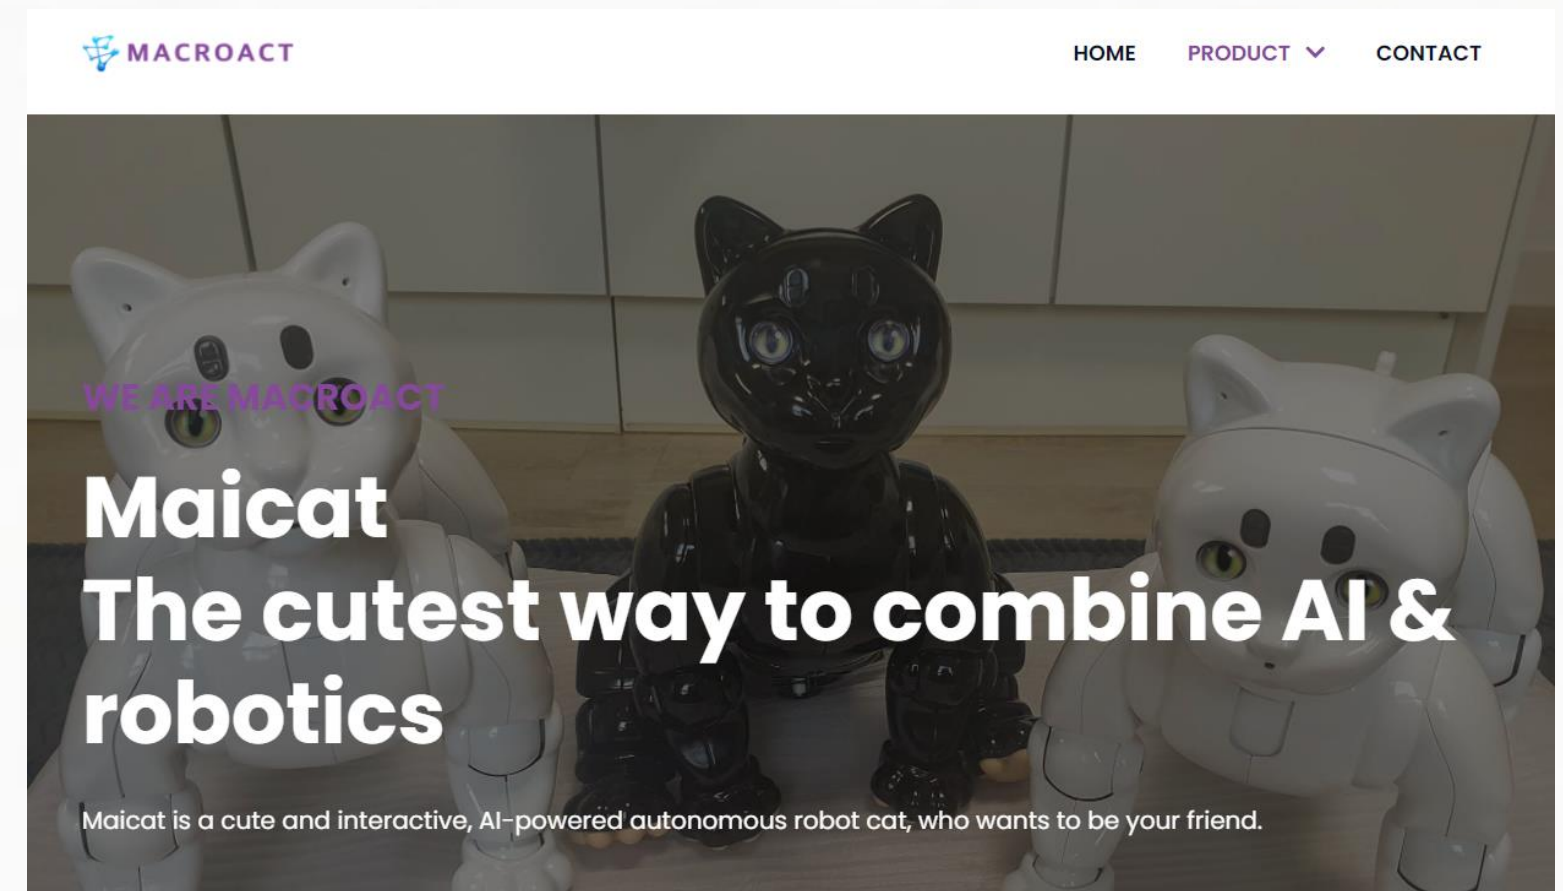 MACROACT
HOME
PRODUCT
CONTACT
WE ARE MACROACT
Maicat
The cutest way to combine AI &
robotics
Maicat is a cute and interactive, AI-powered autonomous robot cat, who wants to be your friend.